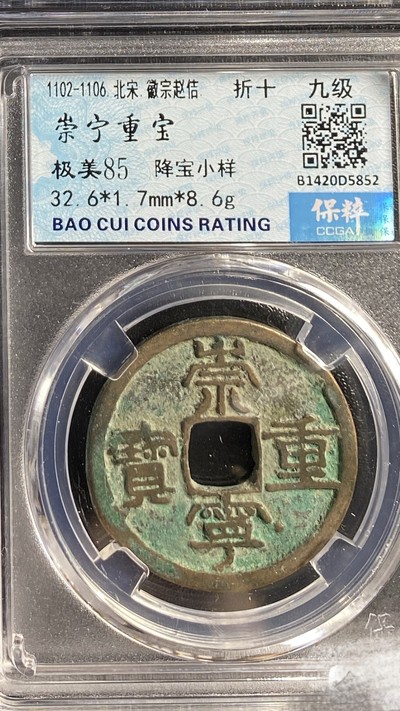 1102-1106 北宋 徽宗赵佶 折十 九级
崇宁重宝
极美85 降宝小样
B1420D5852
32.6*1.7mm*8.6g
保粹
CCGA
BAO CUI COINS RATING
崇
寶 重
寧